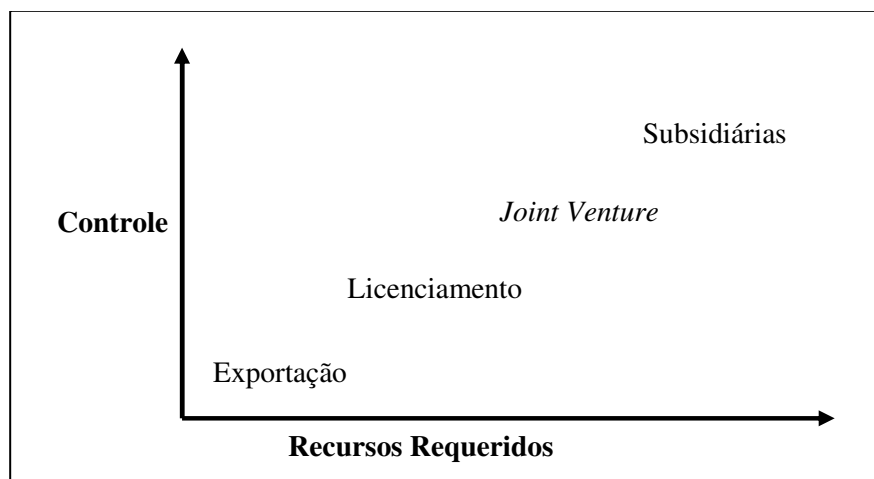 Subsidiárias
Joint Venture
Controle
Licenciamento
Exportação
Recursos Requeridos